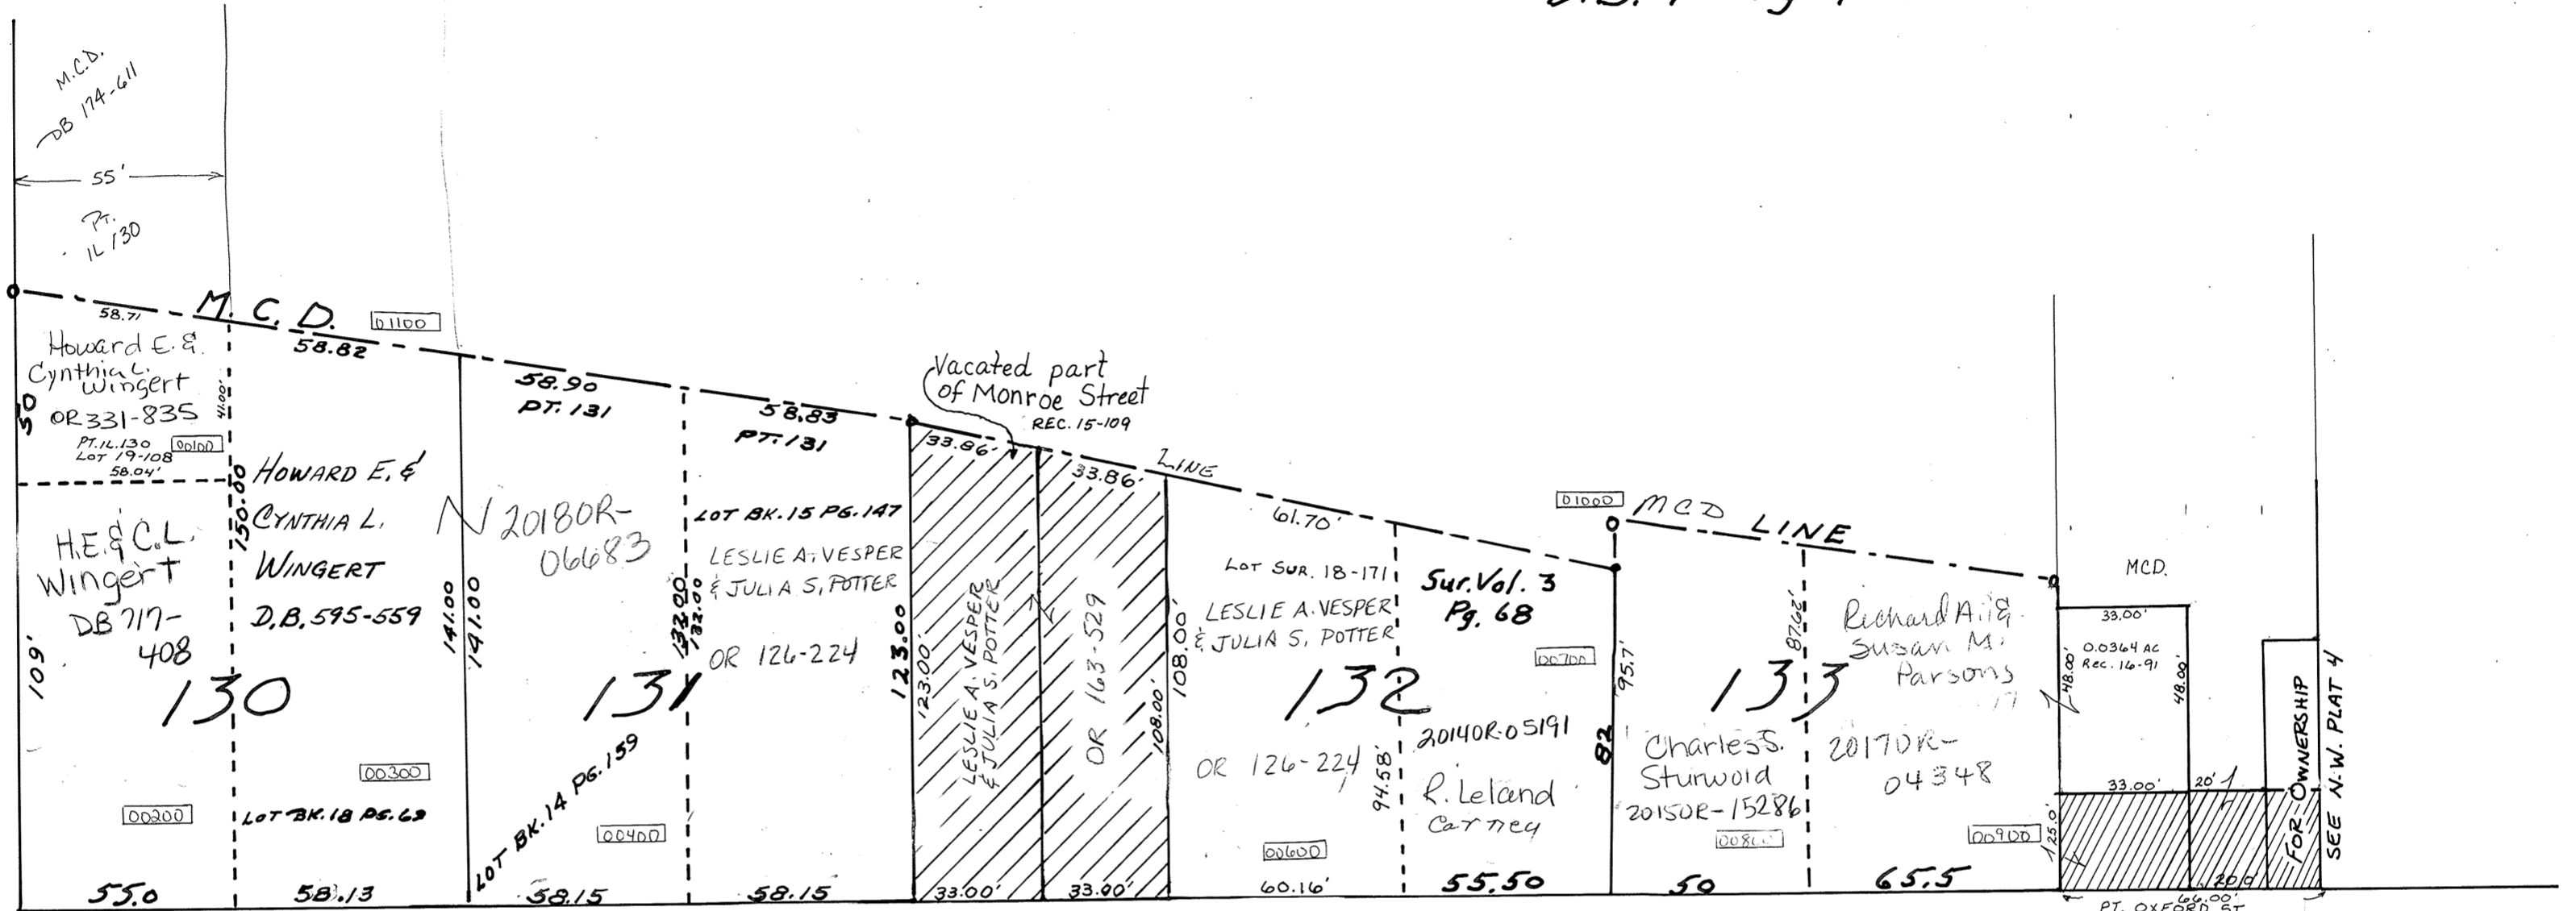 M.C.D.
DB 174-611
55'
PT.
IL 130
58.71
M. C. D.
01100
58.82
Howard E. &
Cynthia L.
Wingert
OR 331-835
PT. IL. 130
LOT 19-108
00100
58.04'
50
41.00'
150.00
H.E. & C.L.
Wingert
DB 717-
408
109'
130
00200
55.0
HOWARD E. &
CYNTHIA L.
WINGERT
D.B. 595-559
00300
LOT BK. 18 PG. 69
58.13
141.00
141.00
58.90
PT. 131
N 2018OR-
06683
131
LOT BK. 14 PG. 159
00400
58.15
132.00
132.00
58.83
PT. 131
LOT BK. 15 PG. 147
LESLIE A. VESPER
& JULIA S. POTTER
OR 126-224
58.15
123.00
123.00'
Vacated part
of Monroe Street
REC. 15-109
33.86'
33.86'
LESLIE A. VESPER
& JULIA S. POTTER
OR 163-529
33.00'
33.00'
108.00'
108.00'
LINE
61.70'
LOT SUR. 18-171
LESLIE A. VESPER
& JULIA S. POTTER
132
OR 126-224
00600
60.16'
94.58'
Sur. Vol. 3
Pg. 68
00700
2014OR-05191
R. Leland
Carney
55.50
82
95.7'
01000
MCD LINE
133
Charles S.
Sturwold
2015OR-15286
50
87.62'
Richard A. &
Susan M.
Parsons
2017OR-
04348
00900
65.5
MCD.
33.00'
0.0364 AC
Rec. 16-91
48.00'
48.00'
33.00'
20'
125.0'
20.0'
66.00'
PT. OXFORD ST
FOR OWNERSHIP
SEE N.W. PLAT 4